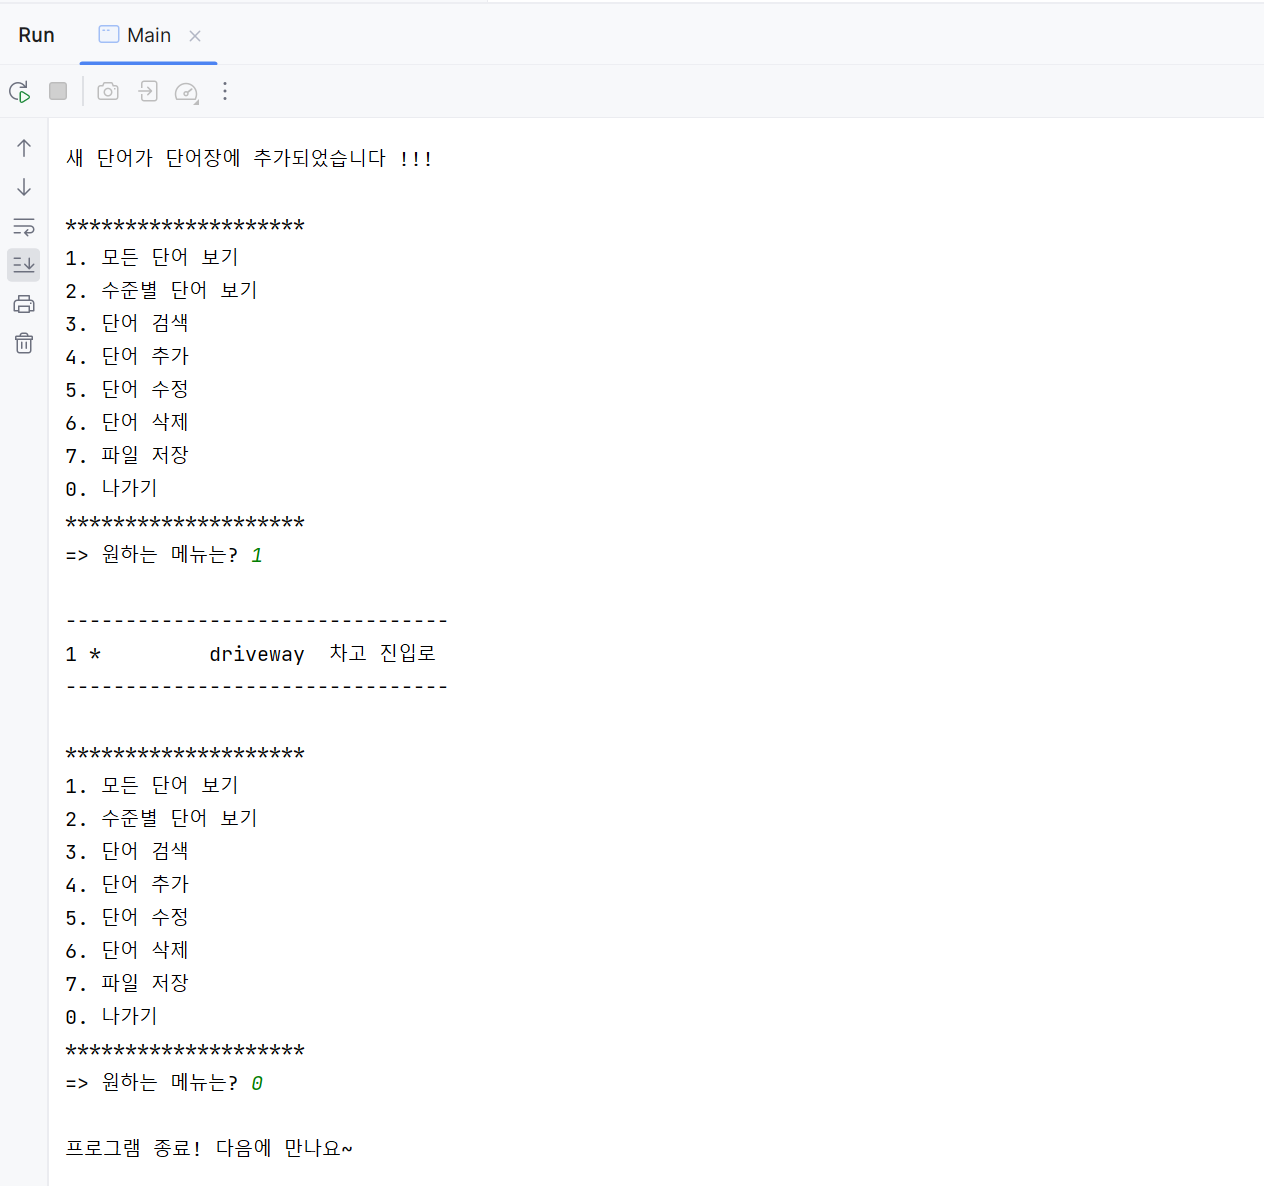 Run Main
새 단어가 단어장에 추가되었습니다 !!!
********************
1. 모든 단어 보기
2. 수준별 단어 보기
3. 단어 검색
4. 단어 추가
5. 단어 수정
6. 단어 삭제
7. 파일 저장
0. 나가기
********************
=> 원하는 메뉴는? 1
--------------------------------
1 *         driveway  차고 진입로
--------------------------------
********************
1. 모든 단어 보기
2. 수준별 단어 보기
3. 단어 검색
4. 단어 추가
5. 단어 수정
6. 단어 삭제
7. 파일 저장
0. 나가기
********************
=> 원하는 메뉴는? 0
프로그램 종료! 다음에 만나요~